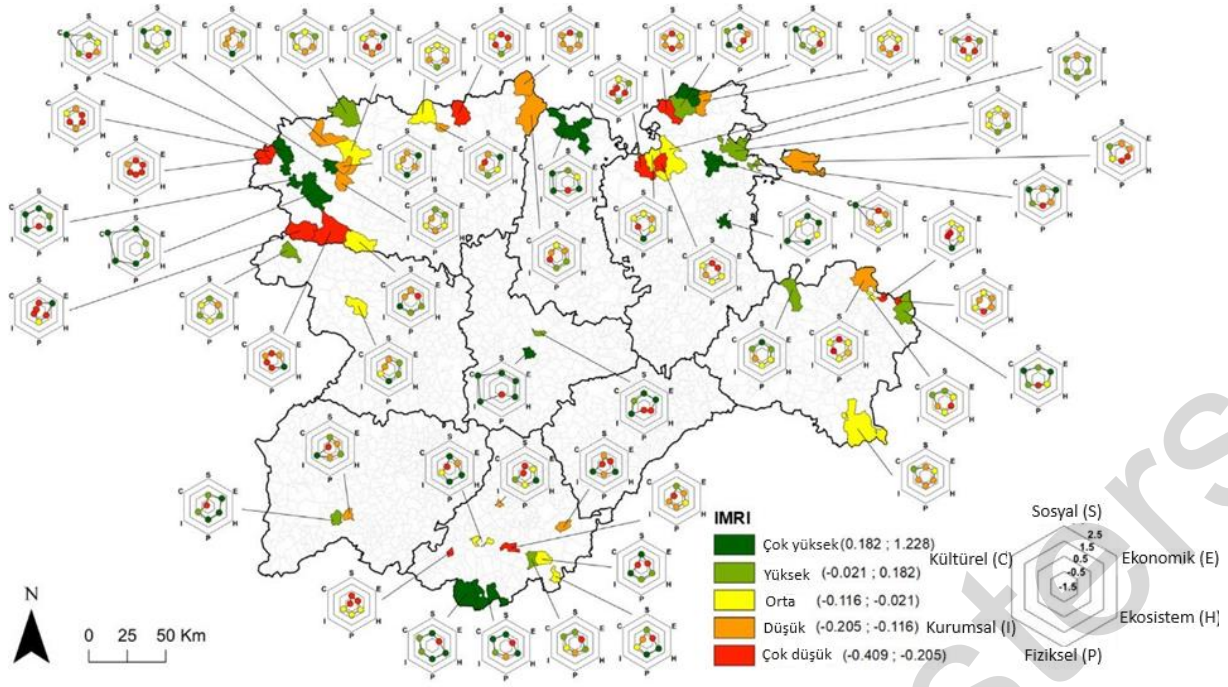 IMRI
Çok yüksek (0.182 ; 1.228)
Yüksek (-0.021 ; 0.182)
Orta (-0.116 ; -0.021)
Düşük (-0.205 ; -0.116)
Çok düşük (-0.409 ; -0.205)
Sosyal (S)
2.5
1.5
0.5
-0.5
-1.5
Kültürel (C)
Ekonomik (E)
Kurumsal (I)
Ekosistem (H)
Fiziksel (P)
N
0 25 50 Km
S
C
E
I
H
P
sters